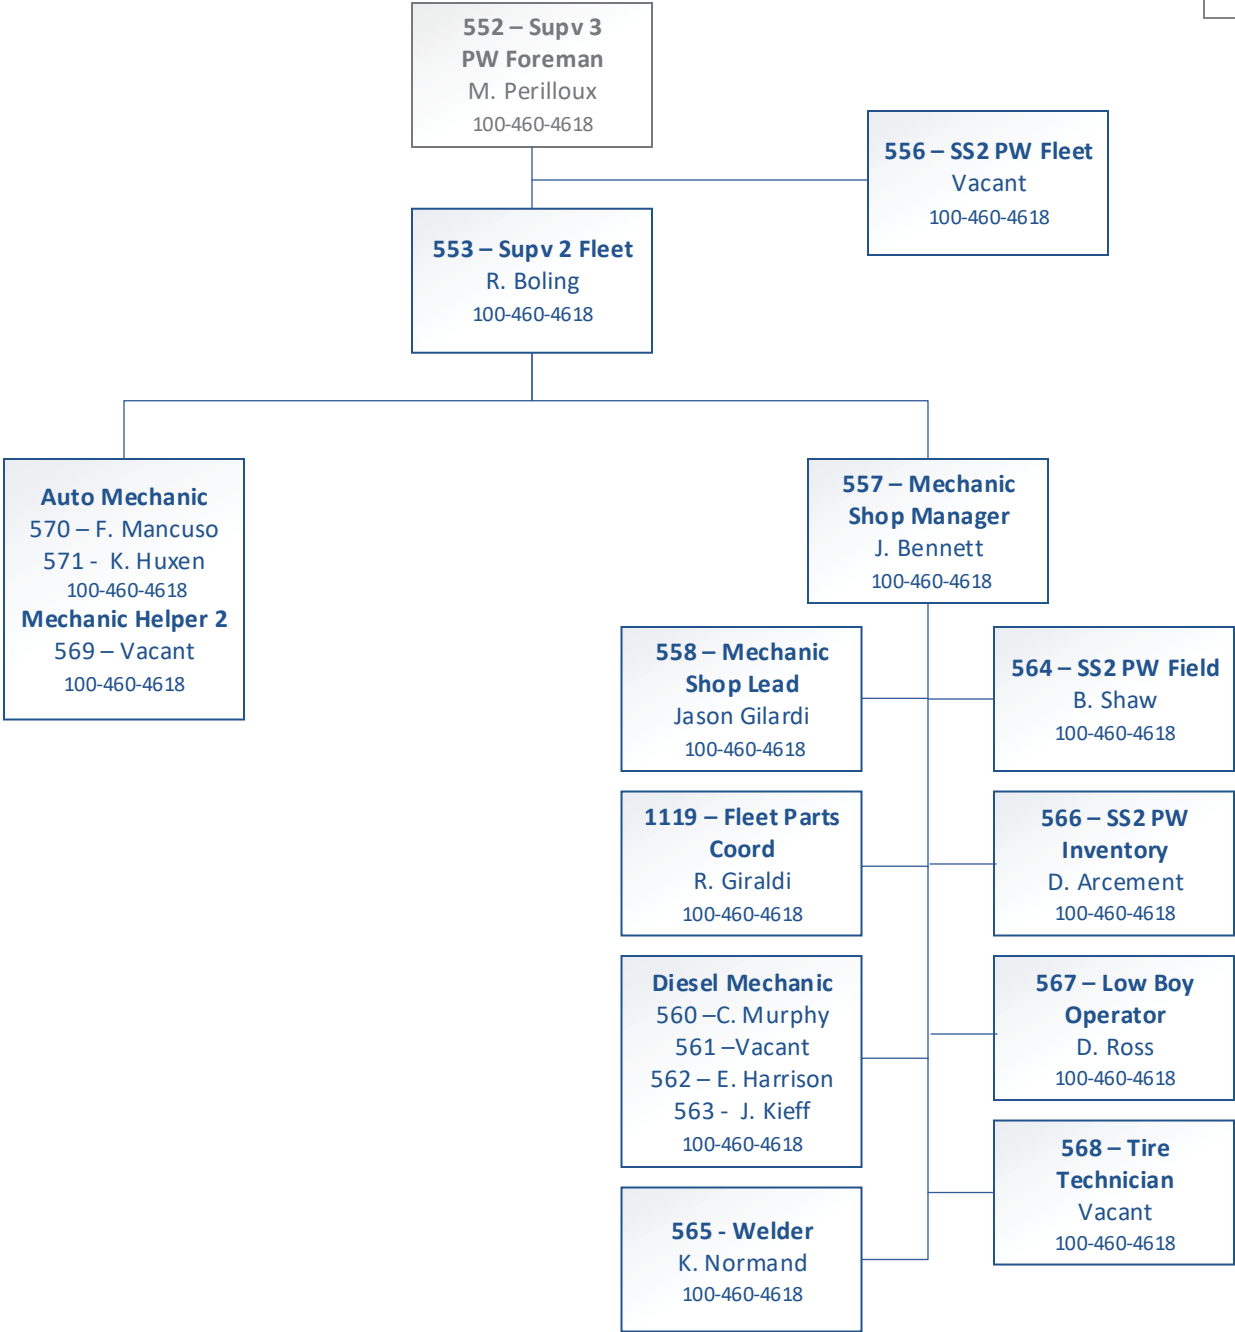 552 – Supv 3
PW Foreman
M. Perilloux
100-460-4618
556 – SS2 PW Fleet
Vacant
100-460-4618
553 – Supv 2 Fleet
R. Boling
100-460-4618
Auto Mechanic
570 – F. Mancuso
571 - K. Huxen
100-460-4618
Mechanic Helper 2
569 – Vacant
100-460-4618
557 – Mechanic
Shop Manager
J. Bennett
100-460-4618
558 – Mechanic
Shop Lead
Jason Gilardi
100-460-4618
564 – SS2 PW Field
B. Shaw
100-460-4618
1119 – Fleet Parts
Coord
R. Giraldi
100-460-4618
566 – SS2 PW
Inventory
D. Arcement
100-460-4618
Diesel Mechanic
560 –C. Murphy
561 –Vacant
562 – E. Harrison
563 - J. Kieff
100-460-4618
567 – Low Boy
Operator
D. Ross
100-460-4618
568 – Tire
Technician
Vacant
100-460-4618
565 - Welder
K. Normand
100-460-4618